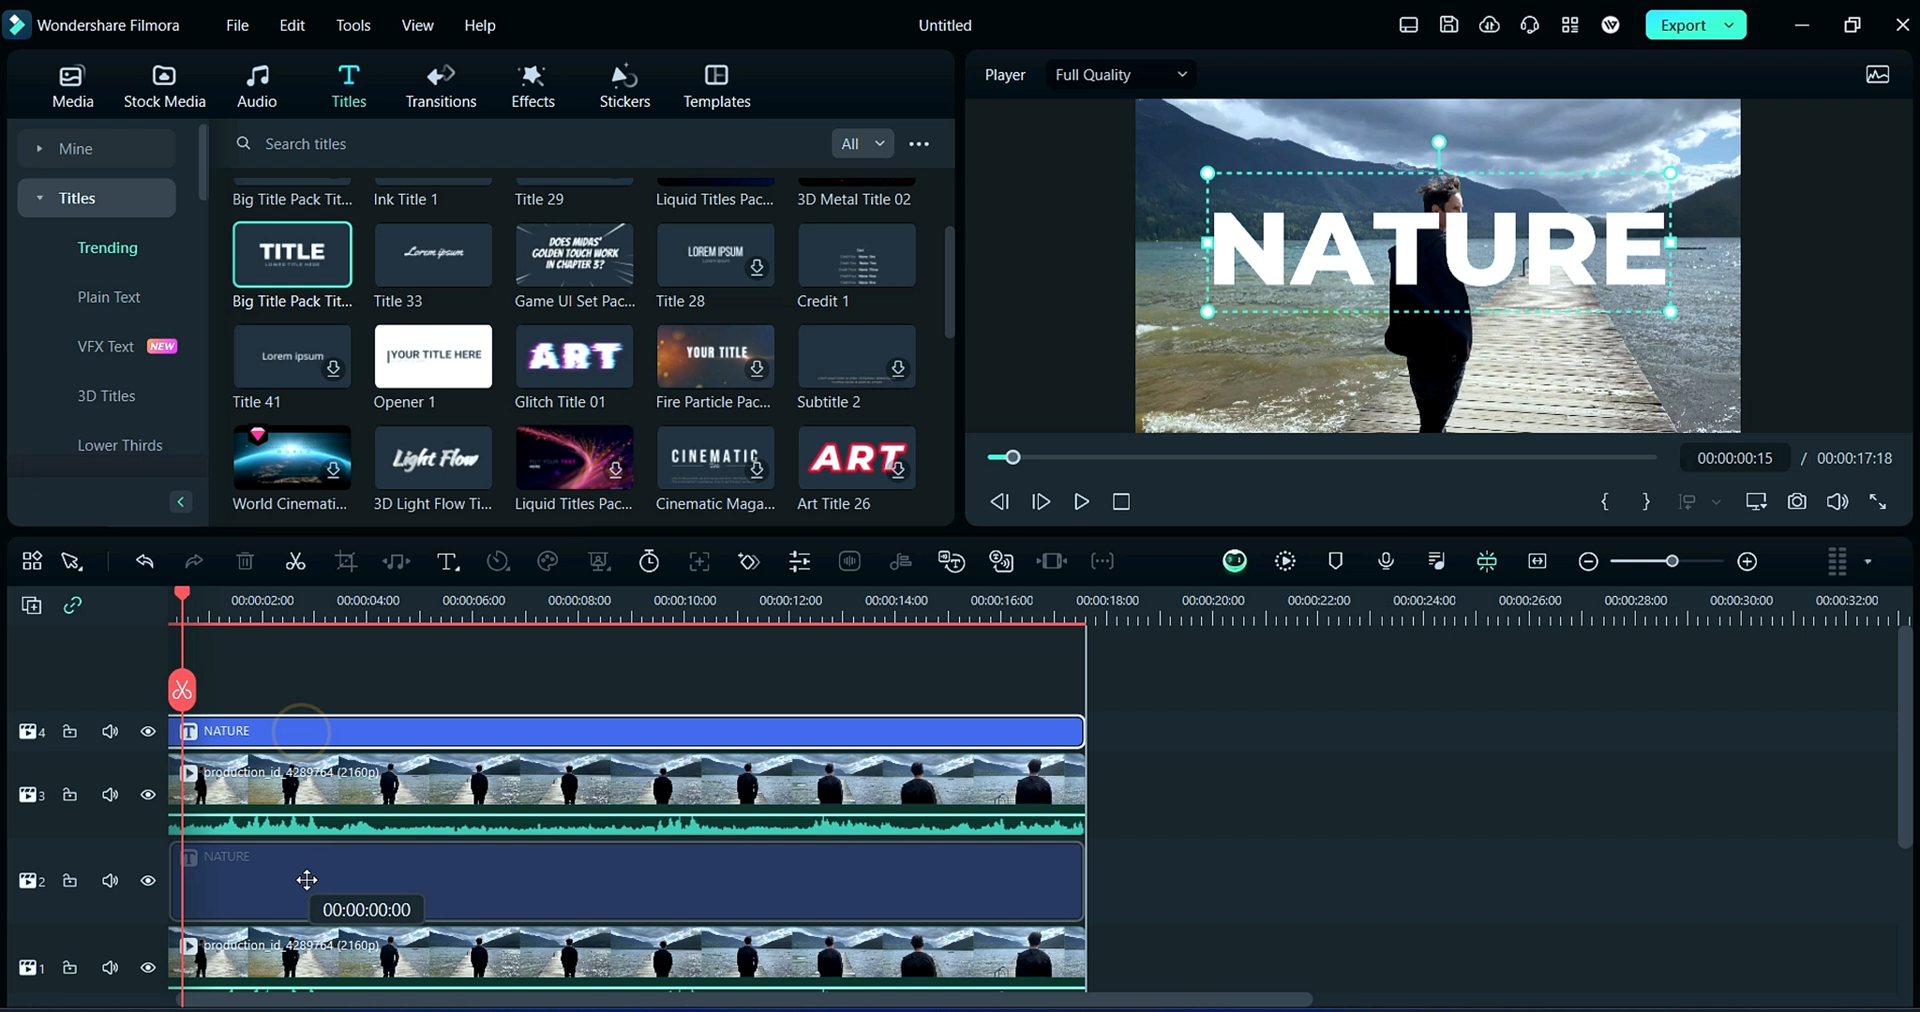 Wondershare Filmora File Edit Tools View Help Untitled Export
Media Stock Media Audio Titles Transitions Effects Stickers Templates
Player Full Quality
Mine
Titles
Trending
Plain Text
VFX Text NEW
3D Titles
Lower Thirds
Search titles All
Big Title Pack Tit... Ink Title 1 Title 29 Liquid Titles Pac... 3D Metal Title 02
TITLE
LOWER TITLE HERE
Lorem ipsum
DOES MIDAS'
GOLDEN TOUCH WORK
IN CHAPTER 3?
LOREM IPSUM
Big Title Pack Tit... Title 33 Game UI Set Pac... Title 28 Credit 1
Lorem ipsum
YOUR TITLE HERE
ART
YOUR TITLE
Title 41 Opener 1 Glitch Title 01 Fire Particle Pac... Subtitle 2
Light Flow
CINEMATIC
ART
World Cinemati... 3D Light Flow Ti... Liquid Titles Pac... Cinematic Maga... Art Title 26
NATURE
00:00:00:15 / 00:00:17:18
00:00:02:00 00:00:04:00 00:00:06:00 00:00:08:00 00:00:10:00 00:00:12:00 00:00:14:00 00:00:16:00 00:00:18:00 00:00:20:00 00:00:22:00 00:00:24:00 00:00:26:00 00:00:28:00 00:00:30:00 00:00:32:00
4 T NATURE
production_id_4289764 (2160p)
3
T NATURE
2
00:00:00:00
production_id_4289764 (2160p)
1